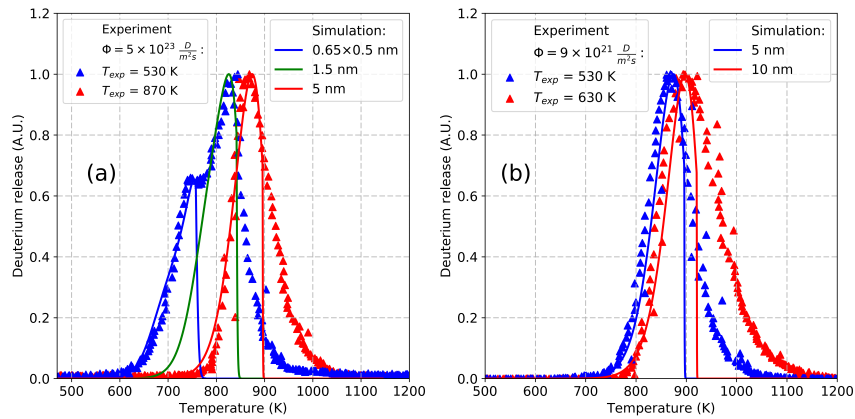 Experiment
Φ = 5 × 10²³ D/m²s :
T_exp = 530 K
T_exp = 870 K
Simulation:
0.65×0.5 nm
1.5 nm
5 nm
(a)
1.2
1.0
0.8
0.6
0.4
0.2
0.0
Deuterium release (A.U.)
500 600 700 800 900 1000 1100 1200
Temperature (K)
Experiment
Φ = 9 × 10²¹ D/m²s :
T_exp = 530 K
T_exp = 630 K
Simulation:
5 nm
10 nm
(b)
1.2
1.0
0.8
0.6
0.4
0.2
0.0
Deuterium release (A.U.)
500 600 700 800 900 1000 1100 1200
Temperature (K)